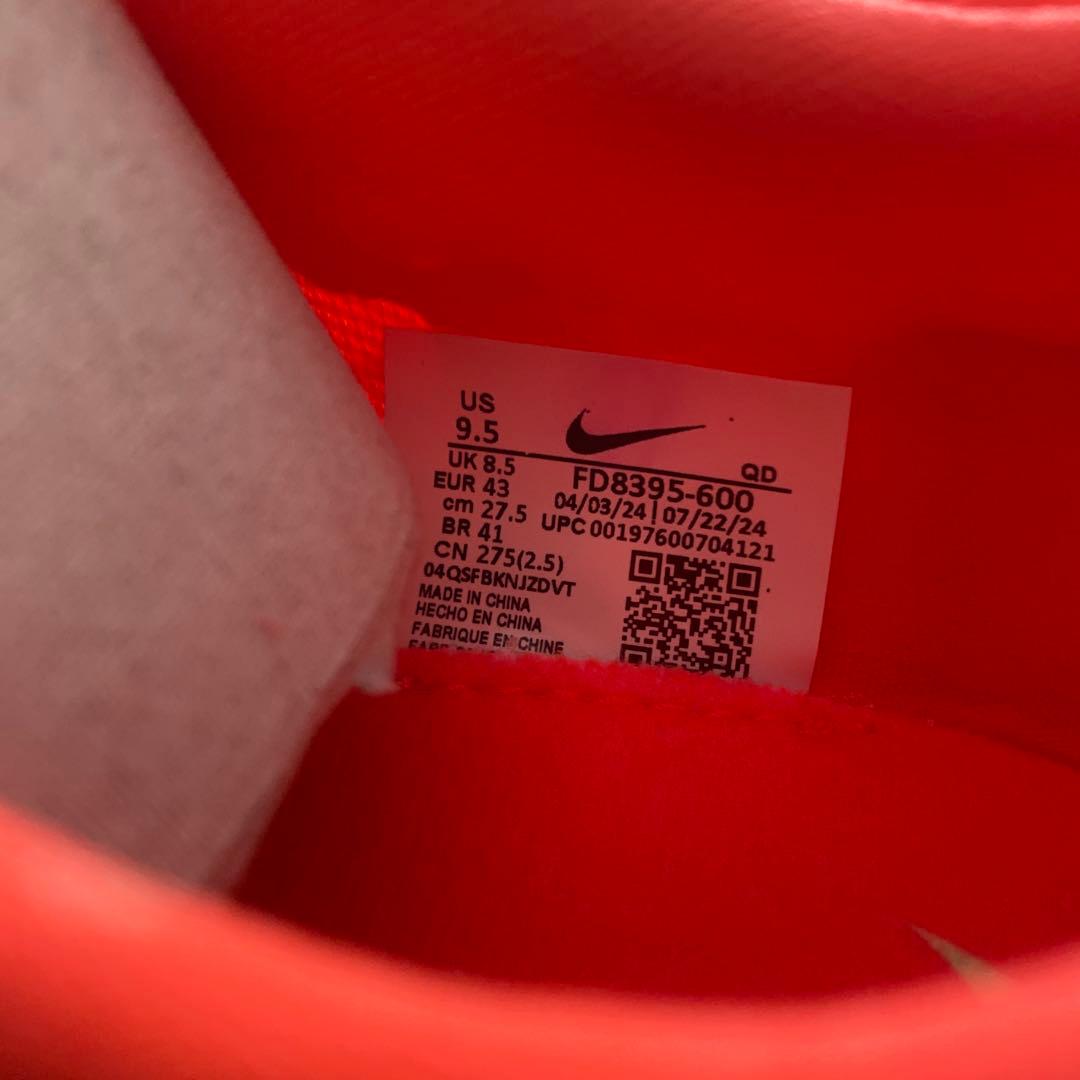 US
9.5
QD
UK 8.5
EUR 43
cm 27.5
BR 41
CN 275(2.5)
FD8395-600
04/03/24 | 07/22/24
UPC 00197600704121
04QSFBKNJZDVT
MADE IN CHINA
HECHO EN CHINA
FABRIQUE EN CHINE